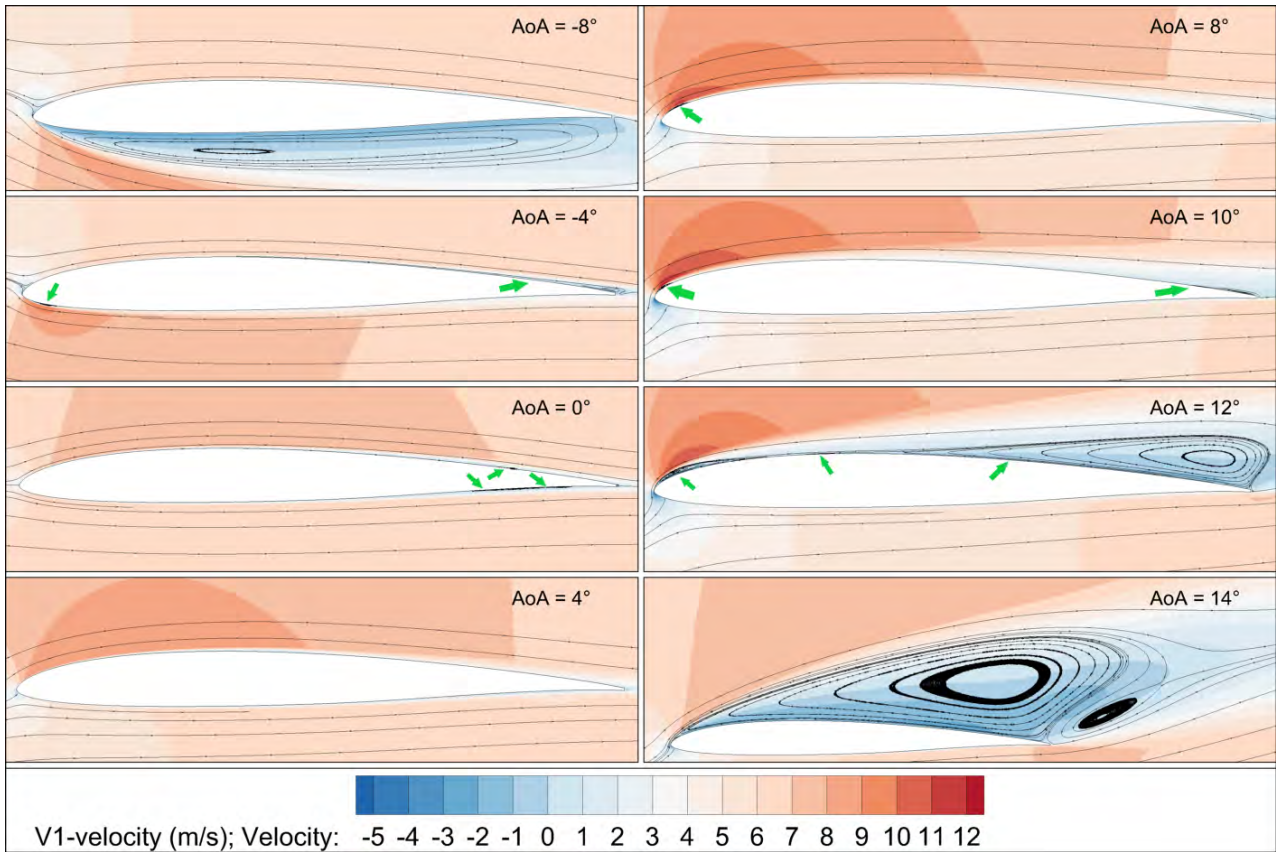 AoA = -8°
AoA = 8°
AoA = -4°
AoA = 10°
AoA = 0°
AoA = 12°
AoA = 4°
AoA = 14°
V1-velocity (m/s); Velocity: -5 -4 -3 -2 -1 0 1 2 3 4 5 6 7 8 9 10 11 12